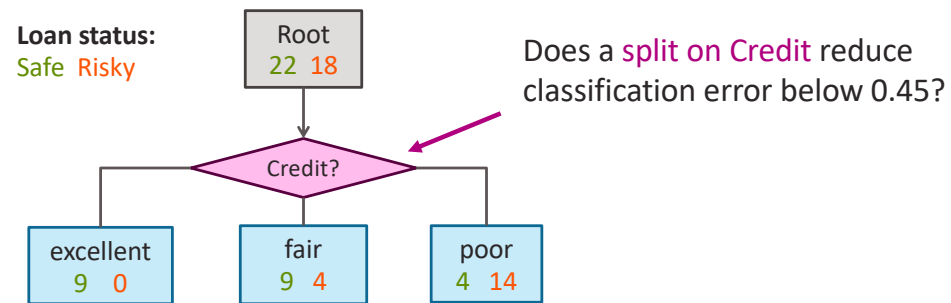 Loan status:
Safe Risky
Root
22 18
Does a split on Credit reduce
classification error below 0.45?
Credit?
excellent
9 0
fair
9 4
poor
4 14